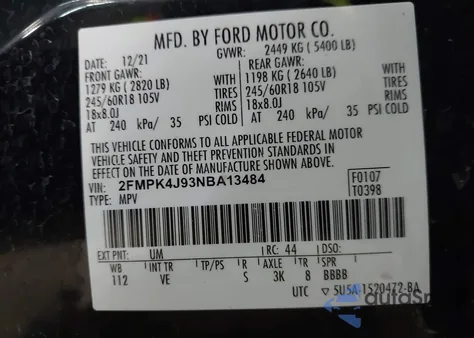 MFD. BY FORD MOTOR CO.
DATE: 12/21 GVWR: 2449 KG ( 5400 LB)
FRONT GAWR: REAR GAWR:
1279 KG ( 2820 LB) WITH 1198 KG ( 2640 LB) WITH
245/60R18 105V TIRES 245/60R18 105V TIRES
18x8.0J RIMS 18x8.0J RIMS
AT 240 kPa/ 35 PSI COLD AT 240 kPa/ 35 PSI COLD
THIS VEHICLE CONFORMS TO ALL APPLICABLE FEDERAL MOTOR
VEHICLE SAFETY AND THEFT PREVENTION STANDARDS IN
EFFECT ON THE DATE OF MANUFACTURE SHOWN ABOVE.
VIN: 2FMPK4J93NBA13484 F0107
TYPE: MPV T0398
EXT PNT: UM RC: 44 DSO:
WB INT TR TP/PS R AXLE TR SPR
112 VE S 3K 8 BBBB
UTC ▽ 5U5A-1520472-BA